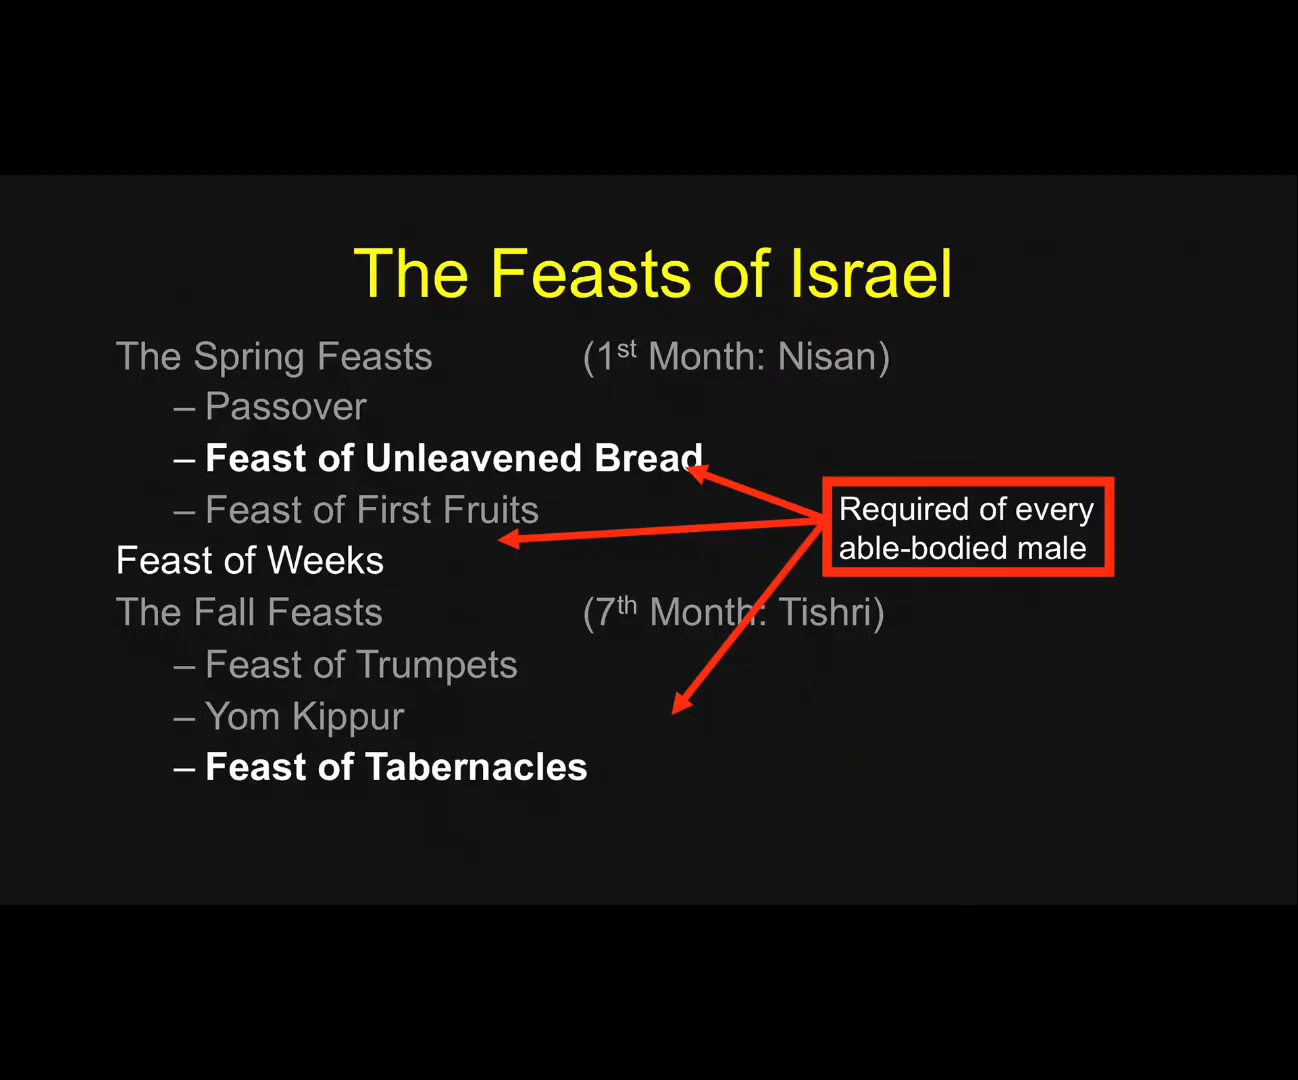 The Feasts of Israel
The Spring Feasts (1st Month: Nisan)
– Passover
– Feast of Unleavened Bread
– Feast of First Fruits
Required of every
able-bodied male
Feast of Weeks
The Fall Feasts (7th Month: Tishri)
– Feast of Trumpets
– Yom Kippur
– Feast of Tabernacles